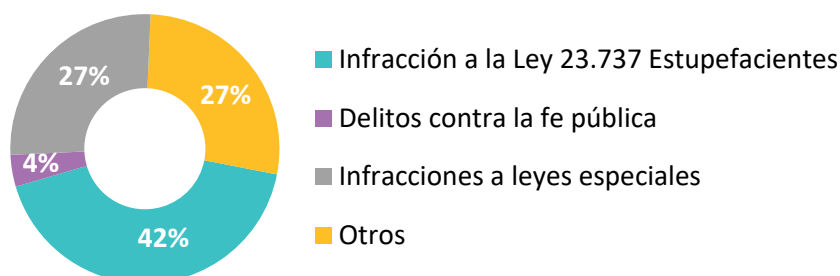 27%
27%
4%
42%
Infracción a la Ley 23.737 Estupefacientes
Delitos contra la fe pública
Infracciones a leyes especiales
Otros